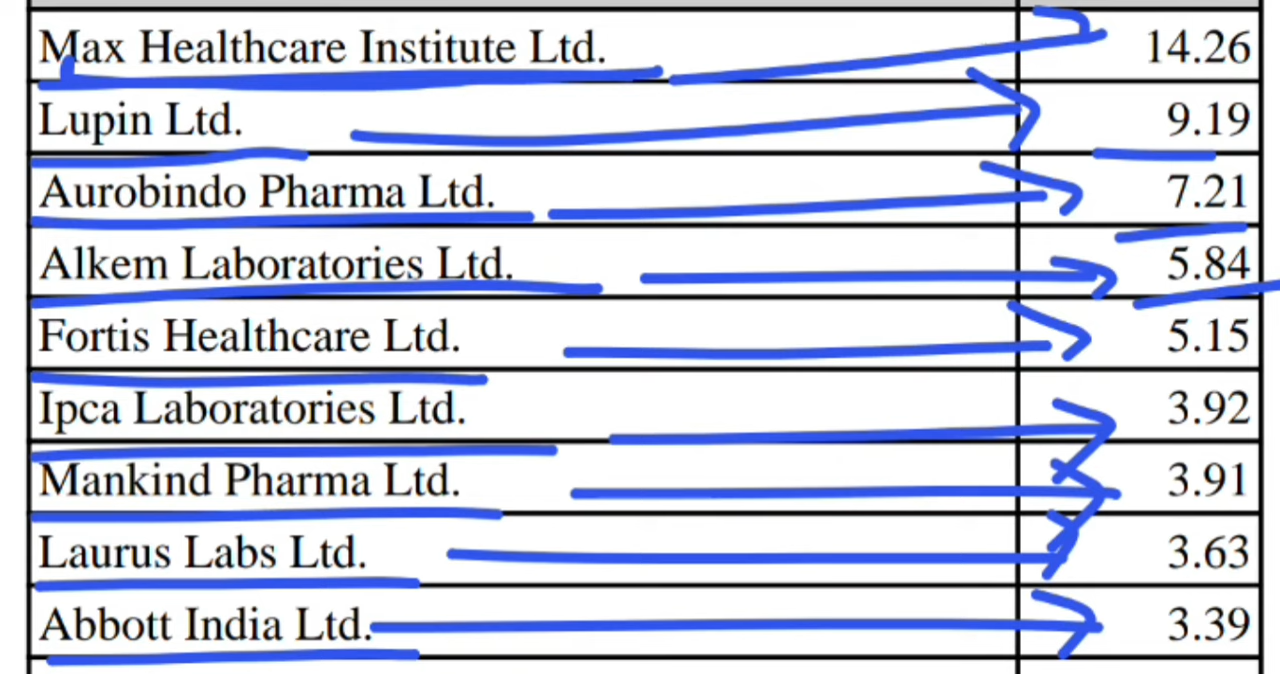 Max Healthcare Institute Ltd. 14.26
Lupin Ltd. 9.19
Aurobindo Pharma Ltd. 7.21
Alkem Laboratories Ltd. 5.84
Fortis Healthcare Ltd. 5.15
Ipca Laboratories Ltd. 3.92
Mankind Pharma Ltd. 3.91
Laurus Labs Ltd. 3.63
Abbott India Ltd. 3.39